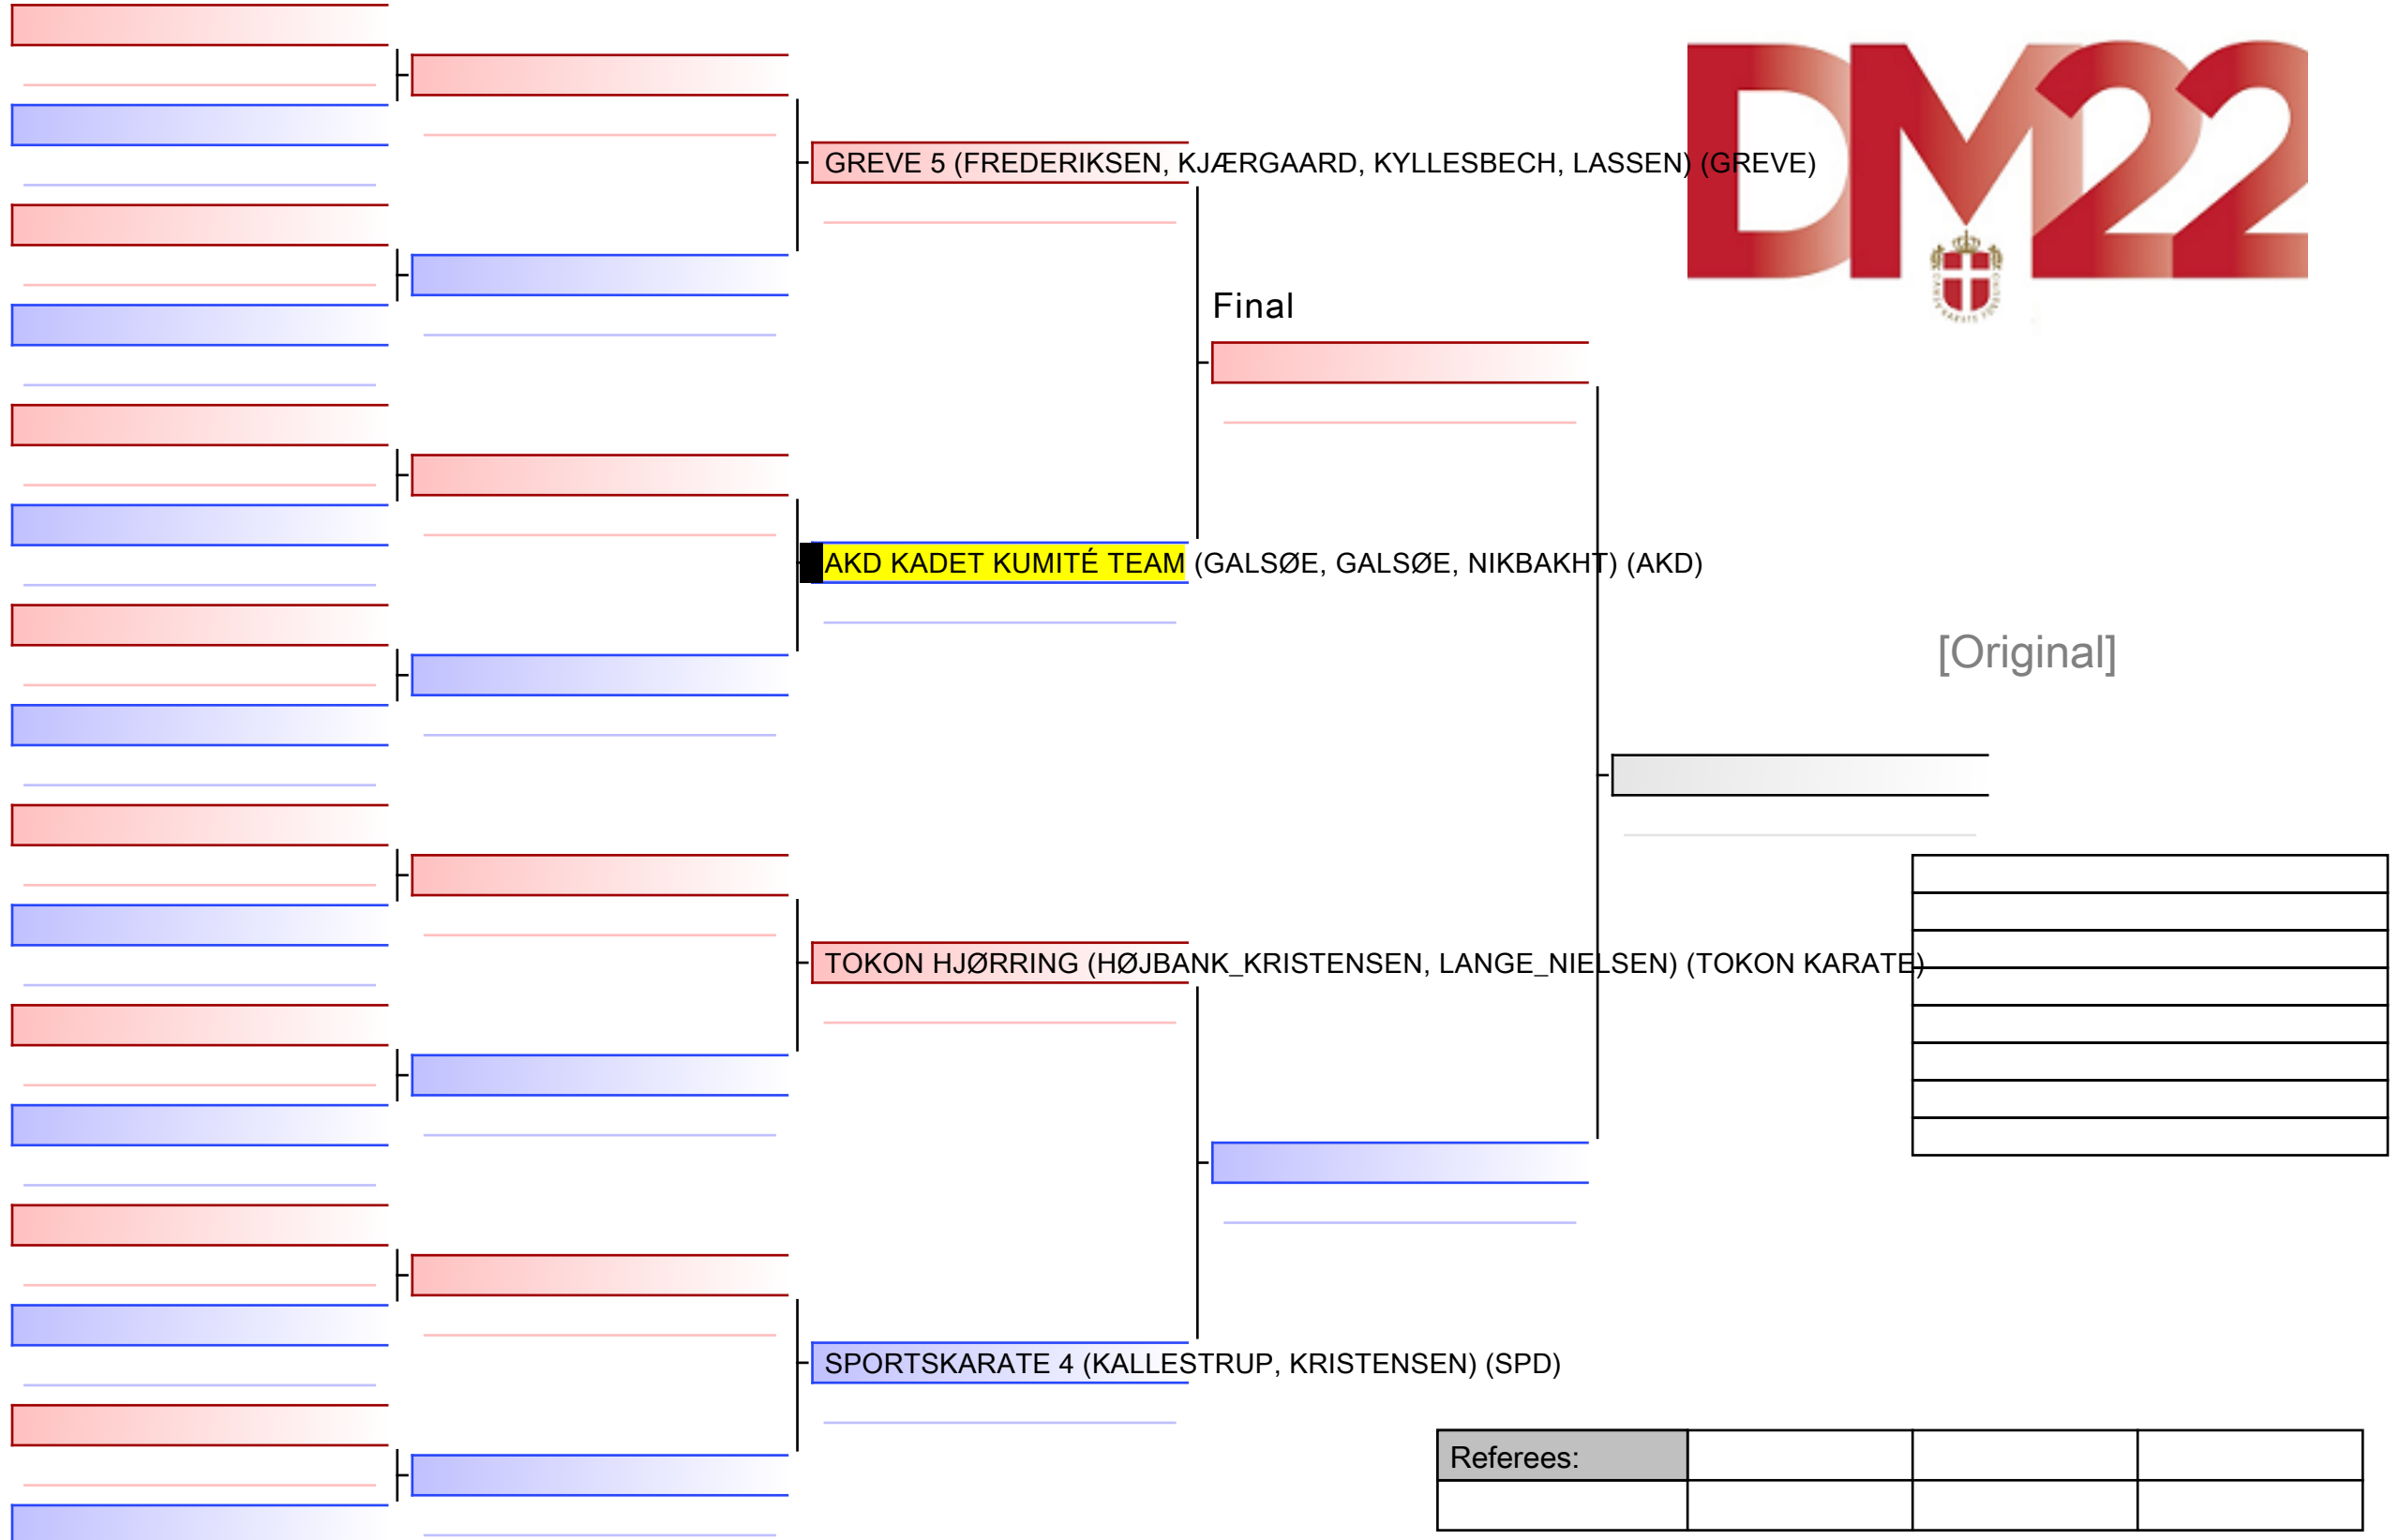 DM22
GREVE 5 (FREDERIKSEN, KJÆRGAARD, KYLLESBECH, LASSEN) (GREVE)
Final
AKD KADET KUMITÉ TEAM (GALSØE, GALSØE, NIKBAKHT) (AKD)
[Original]
TOKON HJØRRING (HØJBANK_KRISTENSEN, LANGE_NIELSEN) (TOKON KARATE)
SPORTSKARATE 4 (KALLESTRUP, KRISTENSEN) (SPD)
Referees: